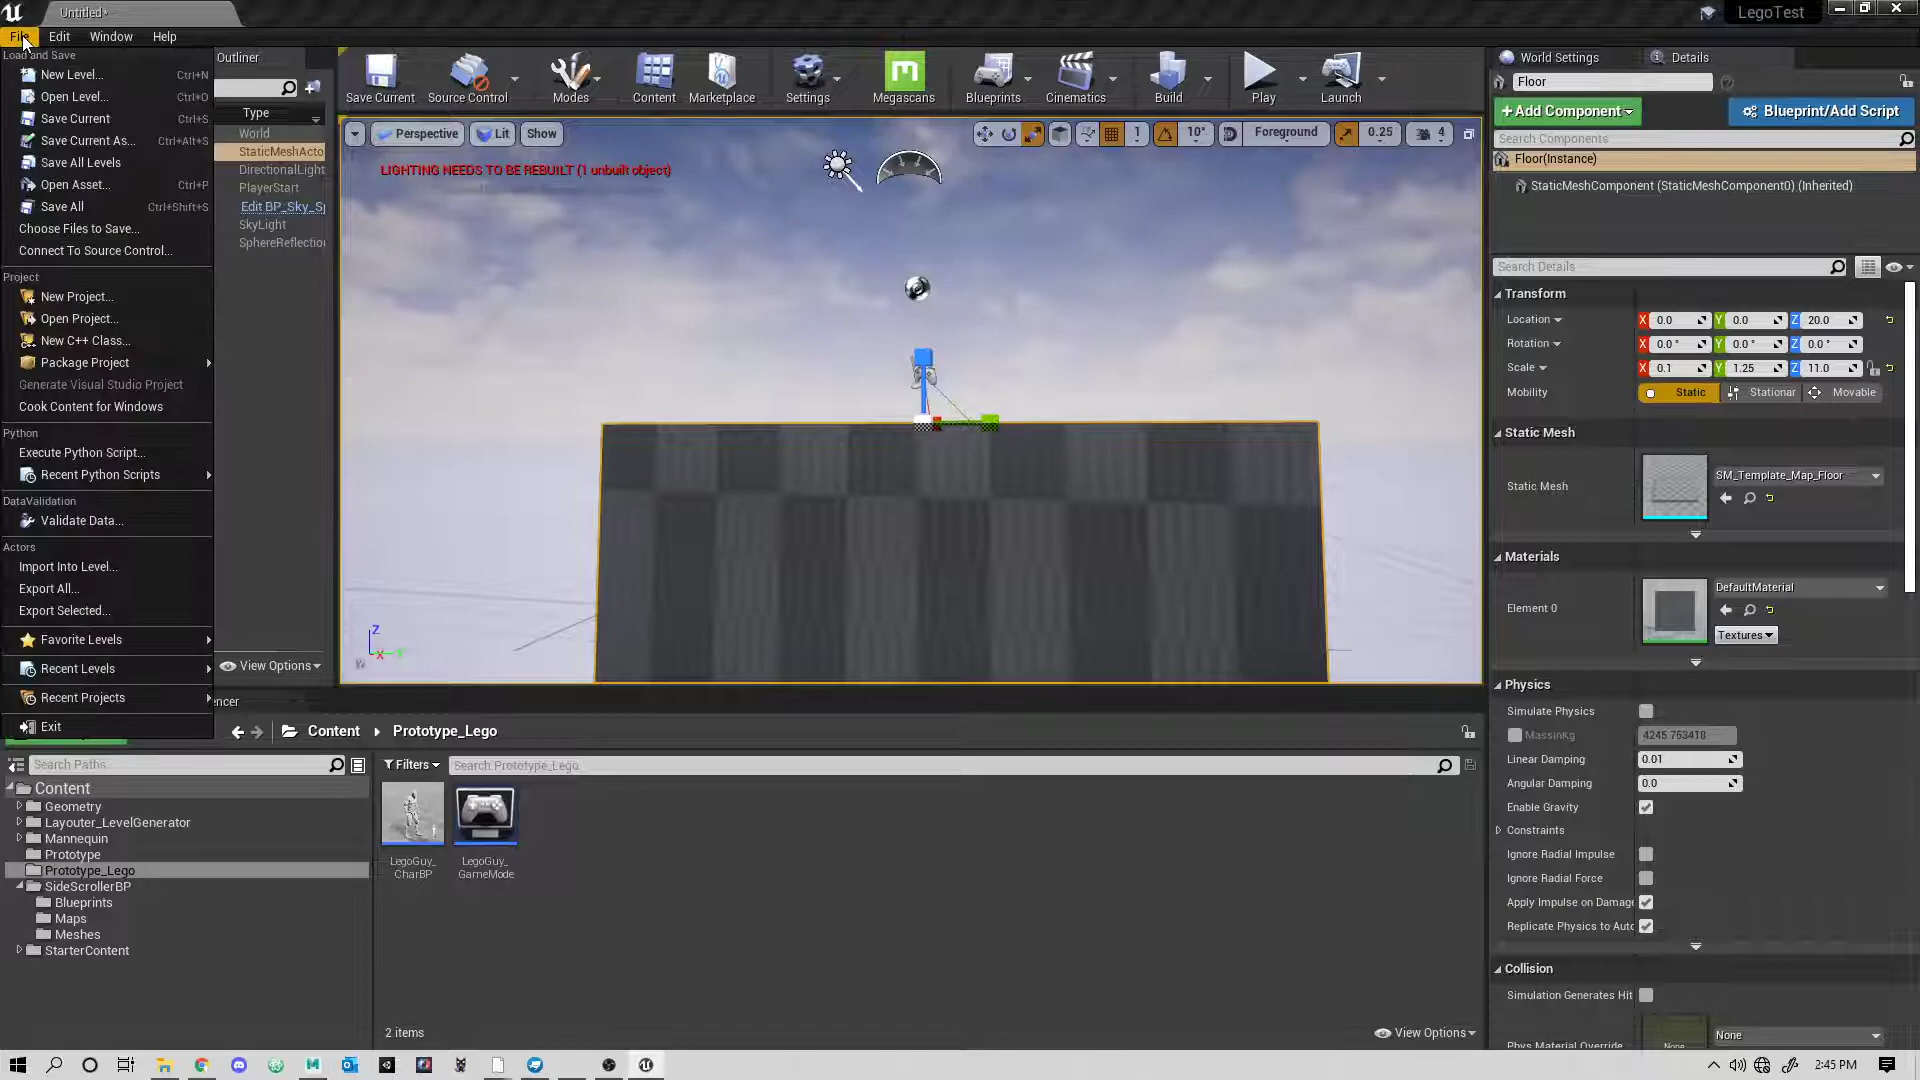 Untitled*
LegoTest
File Edit Window Help
Load and Save
New Level... Ctrl+N
Open Level... Ctrl+O
Save Current Ctrl+S
Save Current As... Ctrl+Alt+S
Save All Levels
Open Asset... Ctrl+P
Save All Ctrl+Shift+S
Choose Files to Save...
Connect To Source Control...
Project
New Project...
Open Project...
New C++ Class...
Package Project
Generate Visual Studio Project
Cook Content for Windows
Python
Execute Python Script...
Recent Python Scripts
DataValidation
Validate Data...
Actors
Import Into Level...
Export All...
Export Selected...
Favorite Levels
Recent Levels
Recent Projects
Exit
Outliner
Type
World
StaticMeshActo
DirectionalLight
PlayerStart
Edit BP_Sky_Sp
SkyLight
SphereReflectio
View Options
Save Current Source Control Modes Content Marketplace Settings Megascans Blueprints Cinematics Build Play Launch
Perspective Lit Show
1 10° Foreground 0.25 4
LIGHTING NEEDS TO BE REBUILT (1 unbuilt object)
Z
X
World Settings Details
Floor
+Add Component Blueprint/Add Script
Search Components
Floor(Instance)
StaticMeshComponent (StaticMeshComponent0) (Inherited)
Search Details
Transform
Location X 0.0 Y 0.0 Z 20.0
Rotation X 0.0 ° Y 0.0 ° Z 0.0 °
Scale X 0.1 Y 1.25 Z 11.0
Mobility Static Stationar Movable
Static Mesh
Static Mesh SM_Template_Map_Floor
Materials
Element 0 DefaultMaterial
Textures
Physics
Simulate Physics
MassInKg 4245.753418
Linear Damping 0.01
Angular Damping 0.0
Enable Gravity
Constraints
Ignore Radial Impulse
Ignore Radial Force
Apply Impulse on Damage
Replicate Physics to Auto
Collision
Simulation Generates Hit
Phys Material Override None
None
encer
Content Prototype_Lego
Search Paths
Filters Search Prototype_Lego
Content
Geometry
Layouter_LevelGenerator
Mannequin
Prototype
Prototype_Lego
SideScrollerBP
Blueprints
Maps
Meshes
StarterContent
LegoGuy_
CharBP
LegoGuy_
GameMode
2 items
View Options
2:45 PM